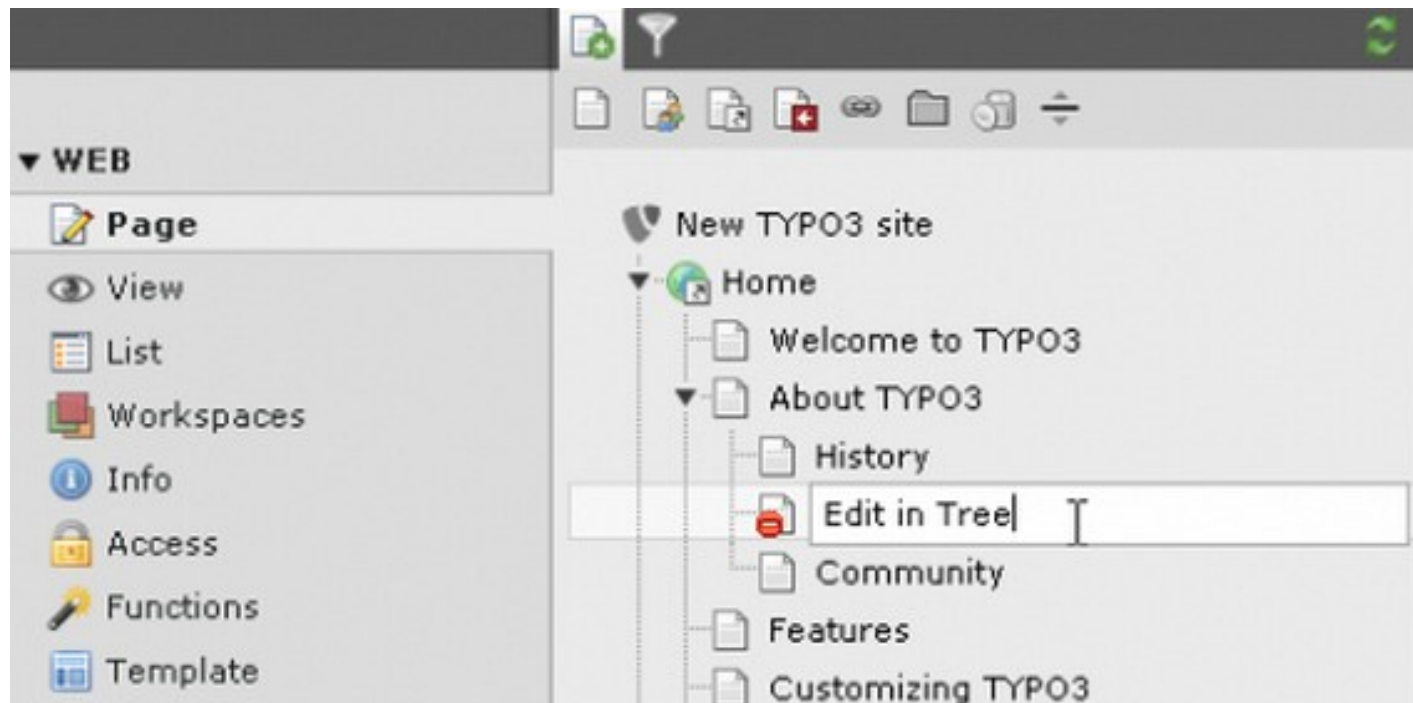 WEB
Page
View
List
Workspaces
Info
Access
Functions
Template
New TYPO3 site
Home
Welcome to TYPO3
About TYPO3
History
Edit in Tree
Community
Features
Customizing TYPO3